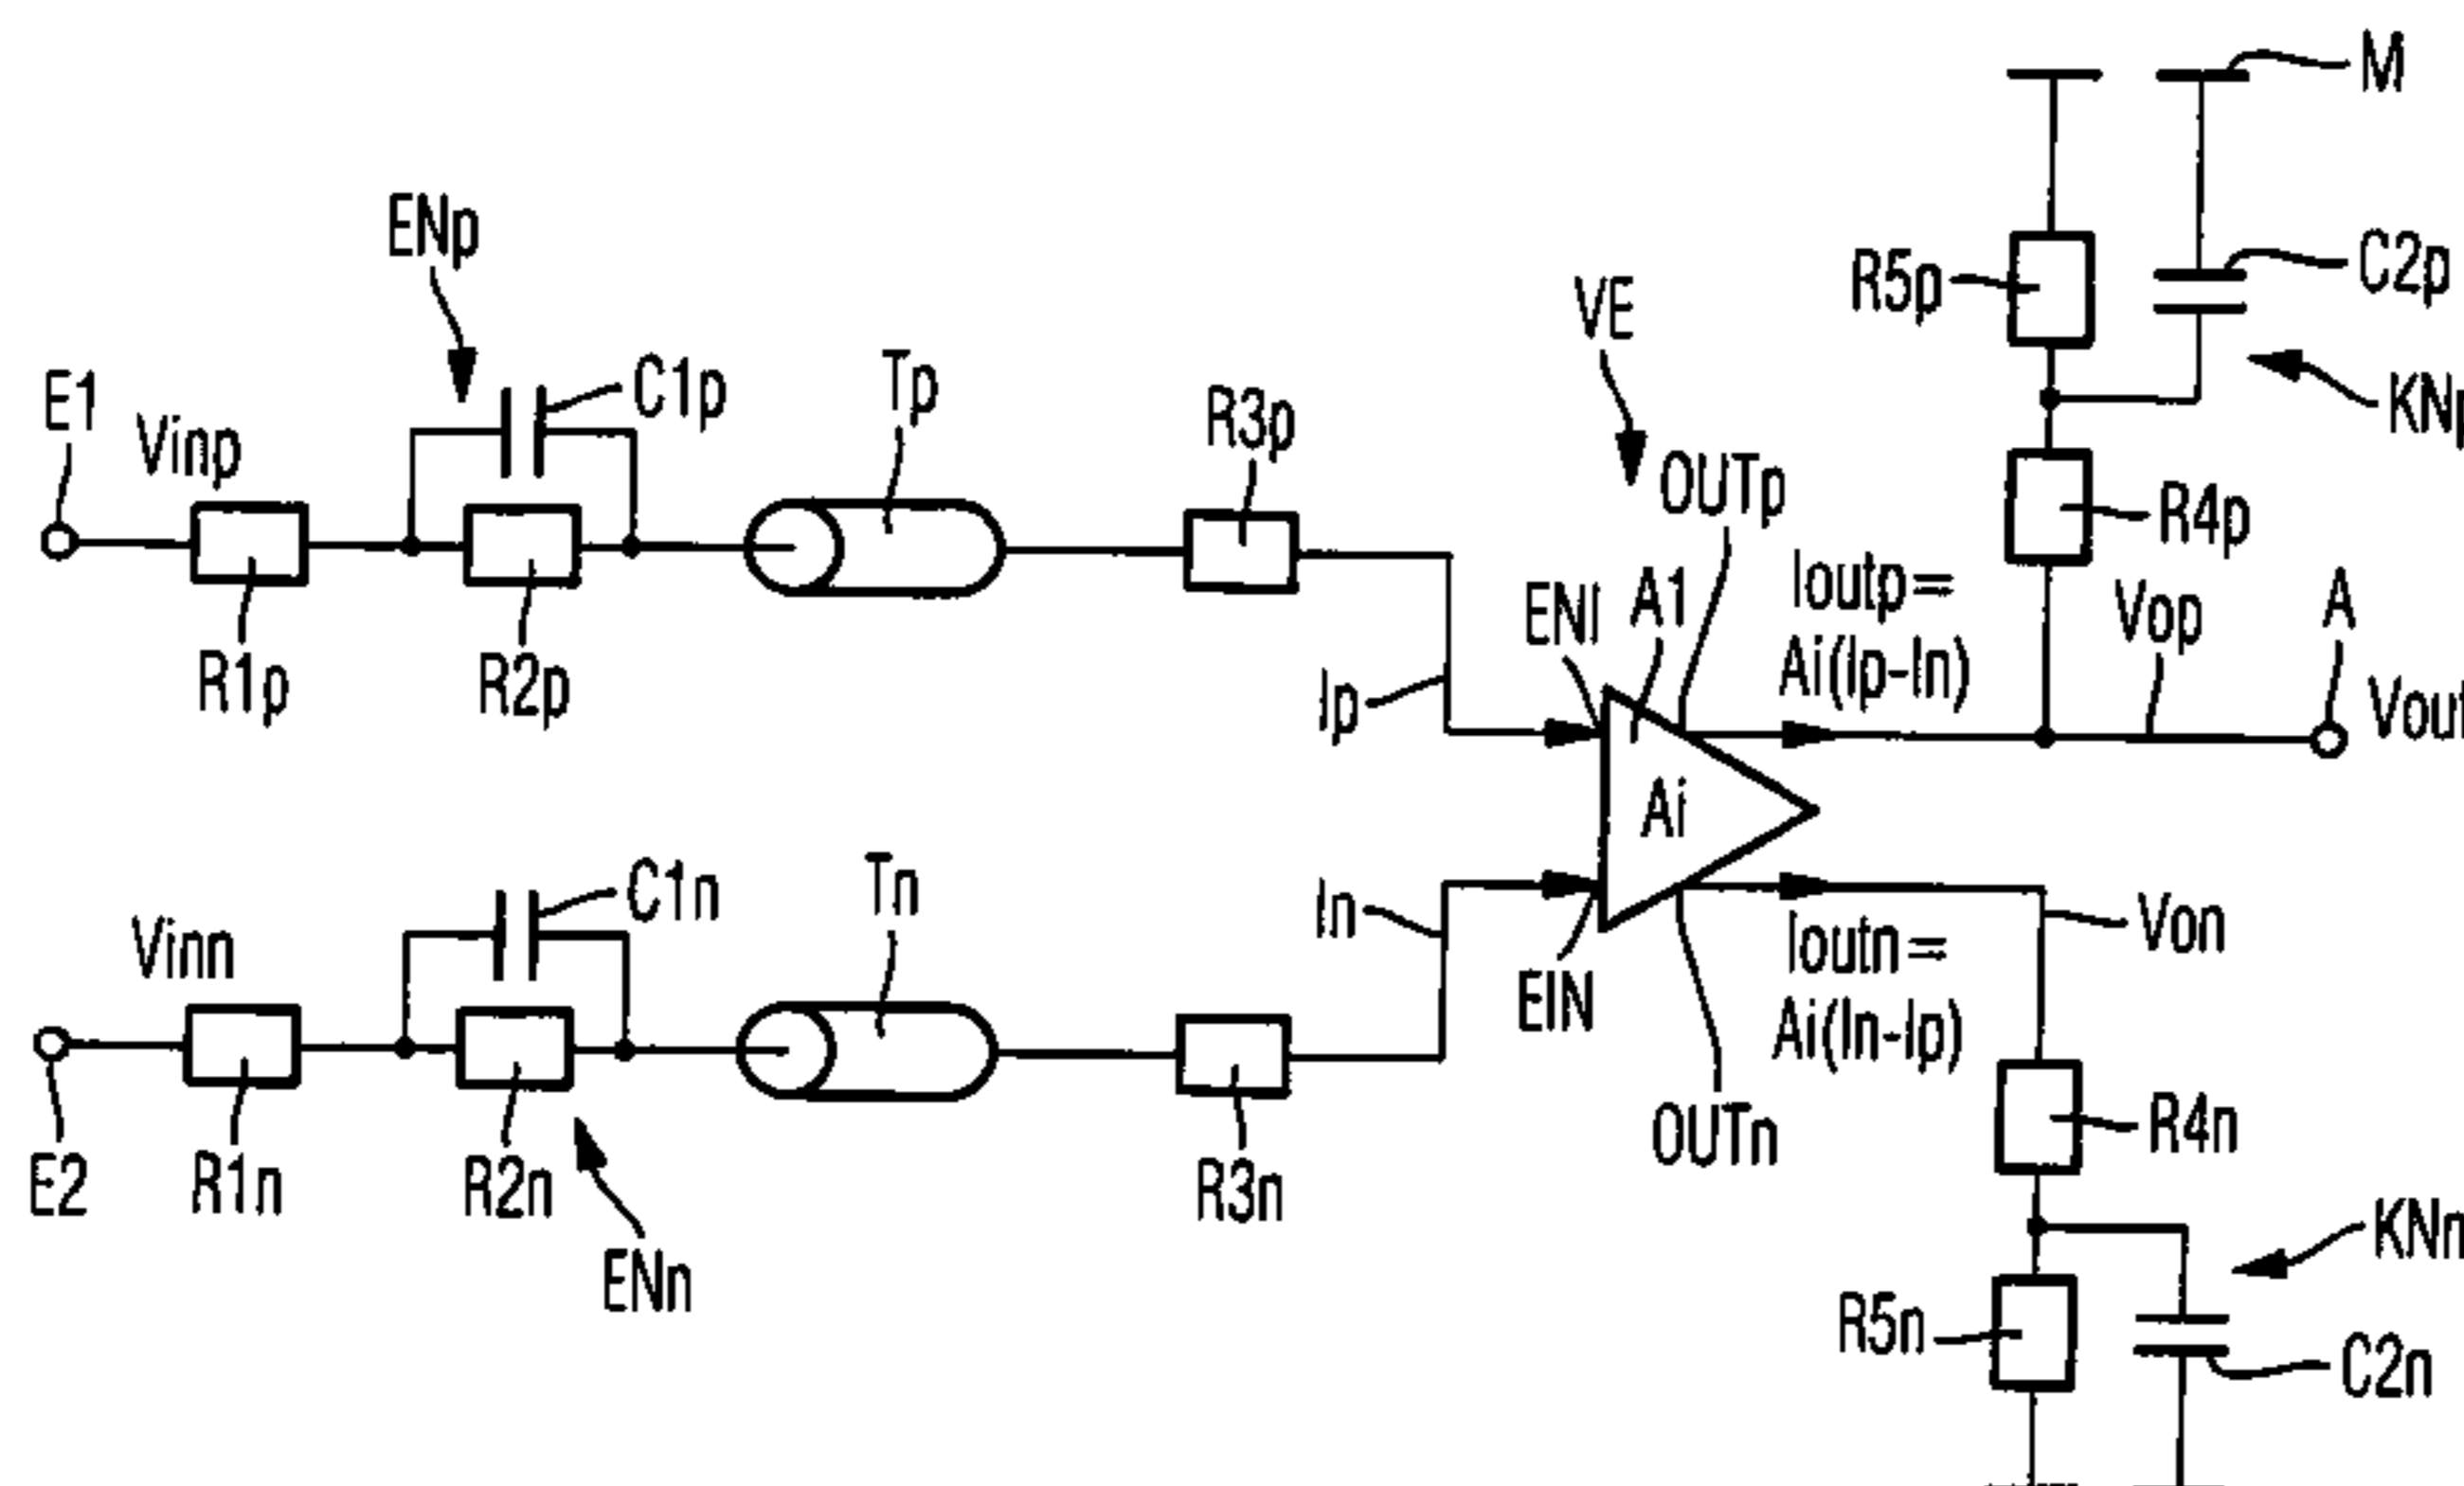 M
ENp
C2p
R5p
VE
E1
Vinp
C1p
Tp
R3p
KNp
OUTp
R4p
Ioutp=
Ai(Ip-In)
ENI
A1
Vop
A
R1p
R2p
Ip
Vout
Ai
C1n
Tn
In
Von
Vinn
Ioutn=
Ai(In-Ip)
EIN
OUTn
R4n
E2
R1n
R2n
R3n
KNn
ENn
R5n
C2n